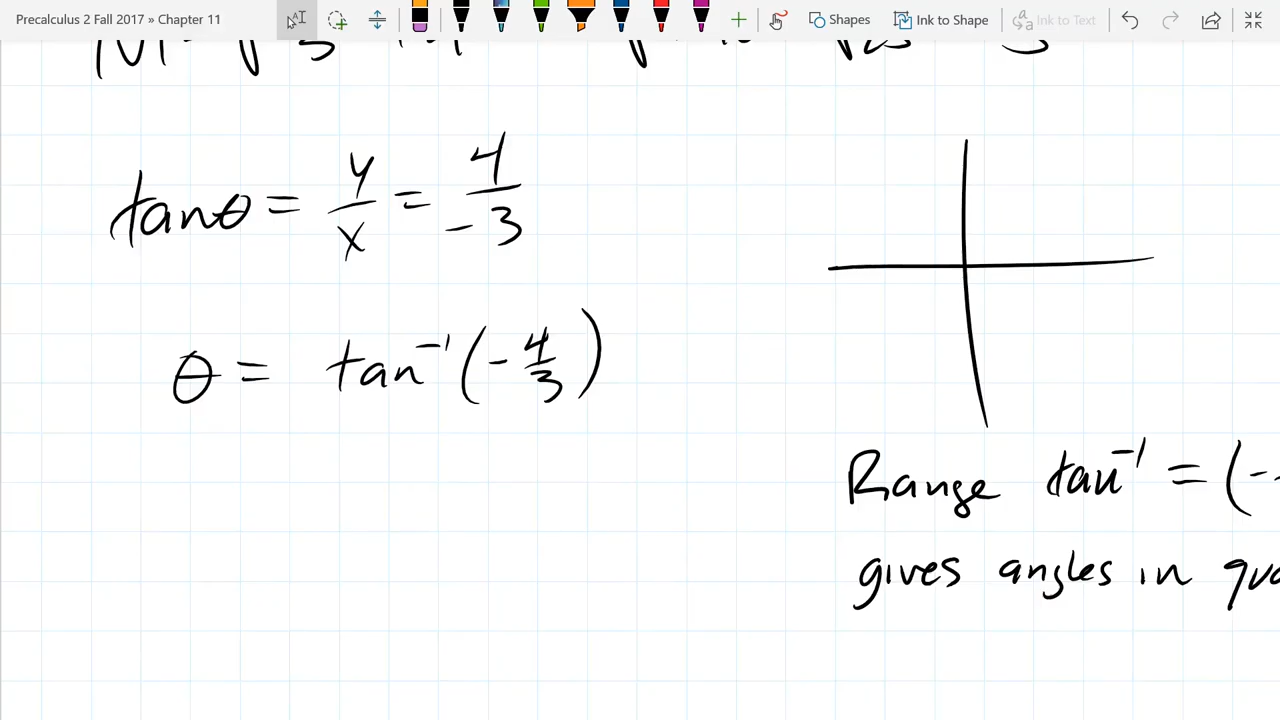 Precalculus 2 Fall 2017 » Chapter 11
Shapes
Ink to Shape
Ink to Text
tanθ = y/x = 4/-3
θ = tan⁻¹(-4/3)
Range tan⁻¹ = (-
gives angles in